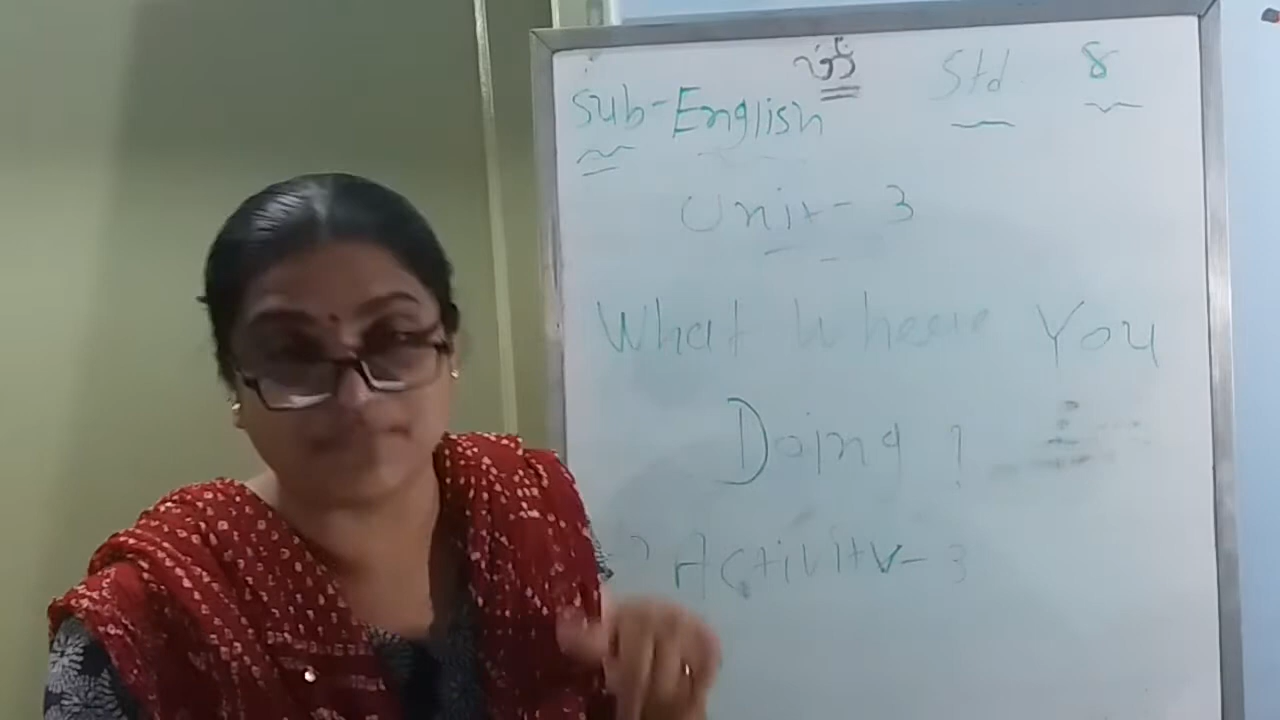 ૐ
Sub-English Std 8
Unit-3
What Where You
Doing ?
Activity-3